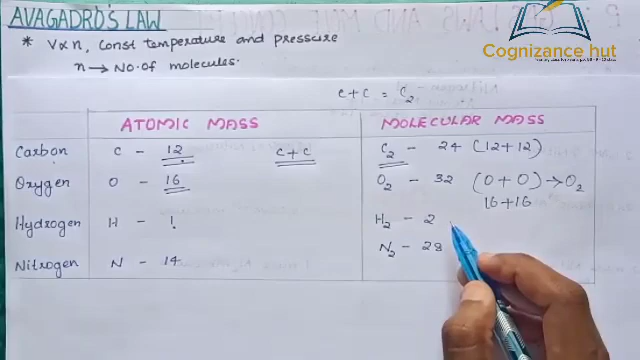 AVAGADRO'S LAW
* V∝n, Const temperature and pressure
n → No. of molecules.
Cognizance hut
C+C = C₂
ATOMIC MASS MOLECULAR MASS
Carbon C - 12 C+C C₂ - 24 (12+12)
Oxygen O - 16 O₂ - 32 (O+O) → O₂
16+16
Hydrogen H - 1 H₂ - 2
Nitrogen N - 14 N₂ - 28